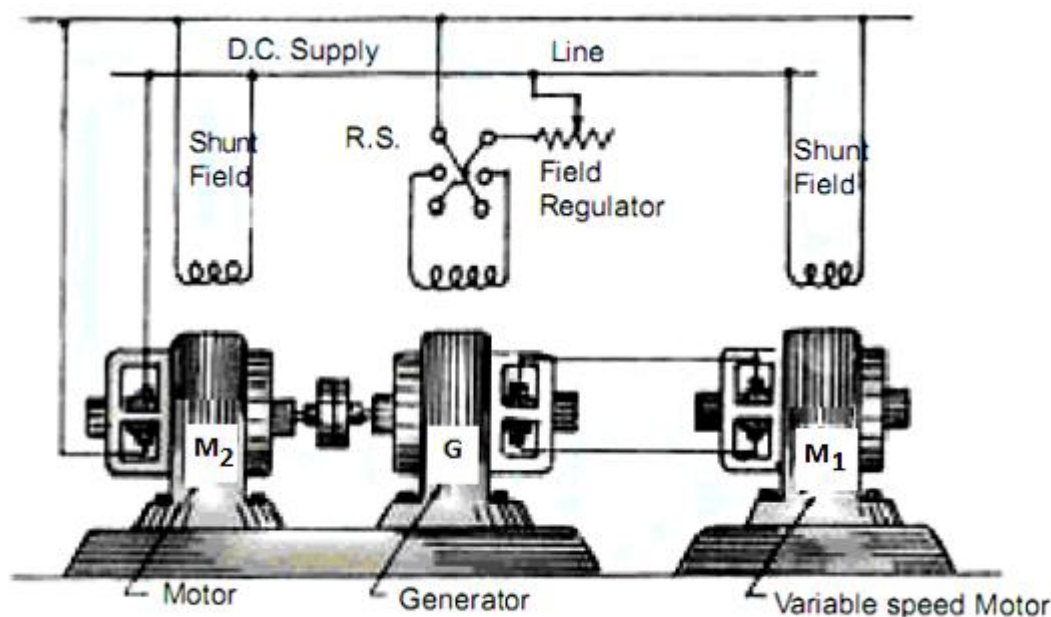 D.C. Supply
Line
Shunt
Field
R.S.
Field
Regulator
Shunt
Field
M2
G
M1
Motor
Generator
Variable speed Motor